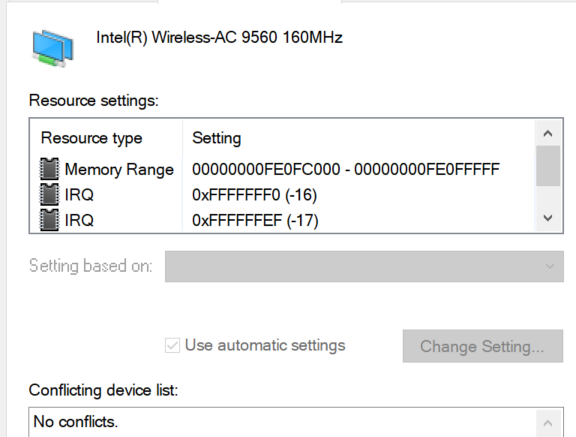 Intel(R) Wireless-AC 9560 160MHz
Resource settings:
Resource type Setting
Memory Range 00000000FE0FC000 - 00000000FE0FFFFF
IRQ 0xFFFFFFF0 (-16)
IRQ 0xFFFFFFEF (-17)
Setting based on:
Use automatic settings Change Setting...
Conflicting device list:
No conflicts.